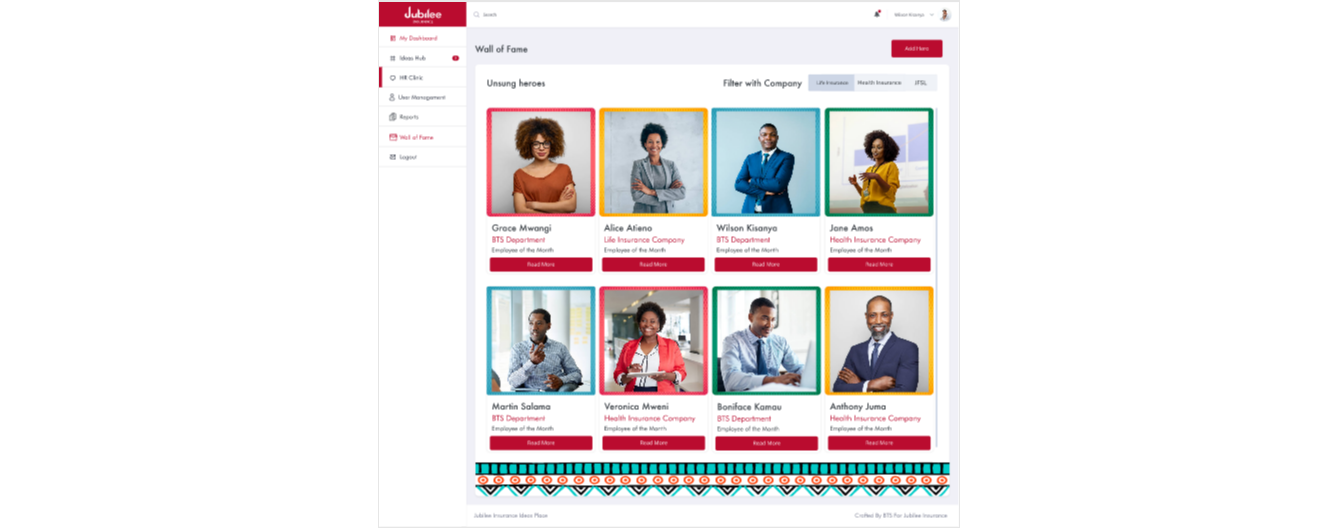 Jubilee
INSURANCE
Search
My Dashboard
Ideas Hub
HR Clinic
User Management
Reports
Wall of Fame
Logout
Wall of Fame
Add Hero
Unsung heroes
Filter with Company
Life Insurance
Health Insurance
Grace Mwangi
BTS Department
Employee of the Month
Read More
Alice Atieno
Life Insurance Company
Employee of the Month
Read More
Wilson Kisanya
BTS Department
Employee of the Month
Read More
Jane Amos
Health Insurance Company
Employee of the Month
Read More
Martin Salama
BTS Department
Employee of the Month
Read More
Veronica Mweni
Health Insurance Company
Employee of the Month
Read More
Boniface Kamau
BTS Department
Employee of the Month
Read More
Anthony Juma
Health Insurance Company
Employee of the Month
Read More
Jubilee Insurance Ideas Place
Crafted By BTS For Jubilee Insurance